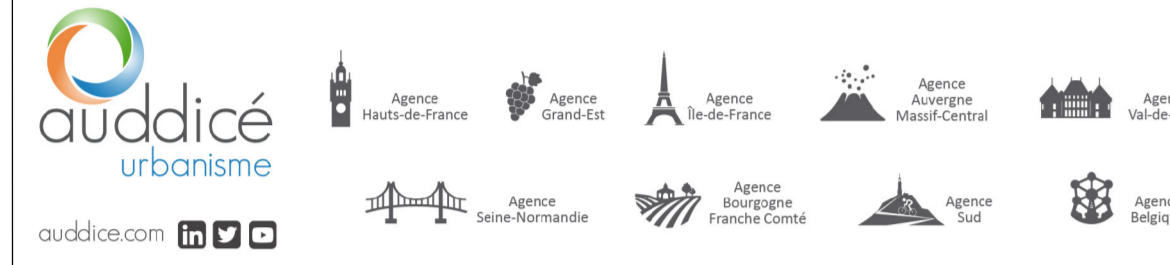 auddicé
urbanisme
auddice.com
Agence
Hauts-de-France
Agence
Grand-Est
Agence
Île-de-France
Agence
Auvergne
Massif-Central
Agence
Seine-Normandie
Agence
Bourgogne
Franche Comté
Agence
Sud